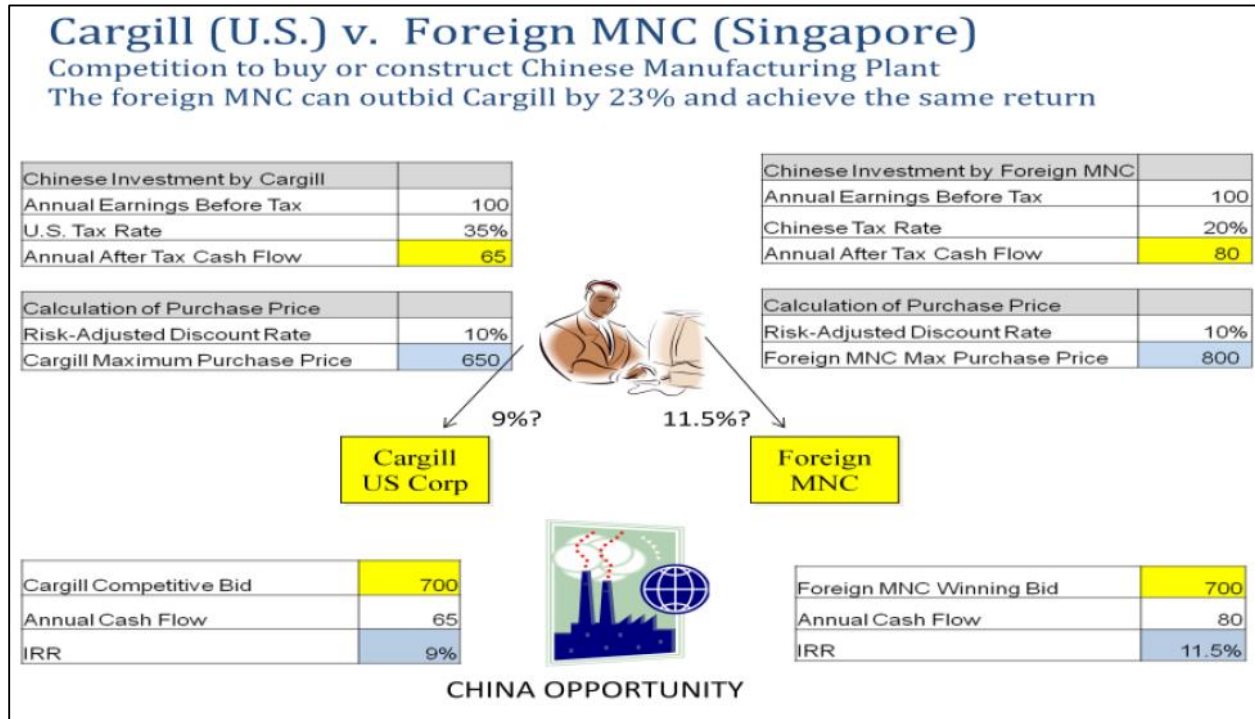 Cargill (U.S.) v. Foreign MNC (Singapore)
Competition to buy or construct Chinese Manufacturing Plant
The foreign MNC can outbid Cargill by 23% and achieve the same return
Chinese Investment by Cargill
Annual Earnings Before Tax 100
U.S. Tax Rate 35%
Annual After Tax Cash Flow 65
Chinese Investment by Foreign MNC
Annual Earnings Before Tax 100
Chinese Tax Rate 20%
Annual After Tax Cash Flow 80
Calculation of Purchase Price
Risk-Adjusted Discount Rate 10%
Cargill Maximum Purchase Price 650
Calculation of Purchase Price
Risk-Adjusted Discount Rate 10%
Foreign MNC Max Purchase Price 800
9%?
11.5%?
Cargill
US Corp
Foreign
MNC
Cargill Competitive Bid 700
Annual Cash Flow 65
IRR 9%
Foreign MNC Winning Bid 700
Annual Cash Flow 80
IRR 11.5%
CHINA OPPORTUNITY